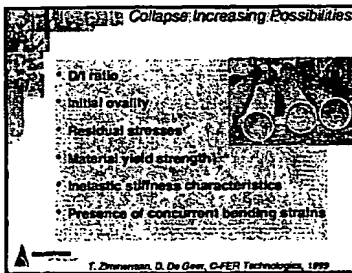 Collapse Increasing Possibilities
• D/t ratio
• Initial ovality
• Residual stresses
• Material yield strength
• Inelastic stiffness characteristics
• Presence of concurrent bending strains
T. Zimmerman, D. De Geer, C-FER Technologies, 1999